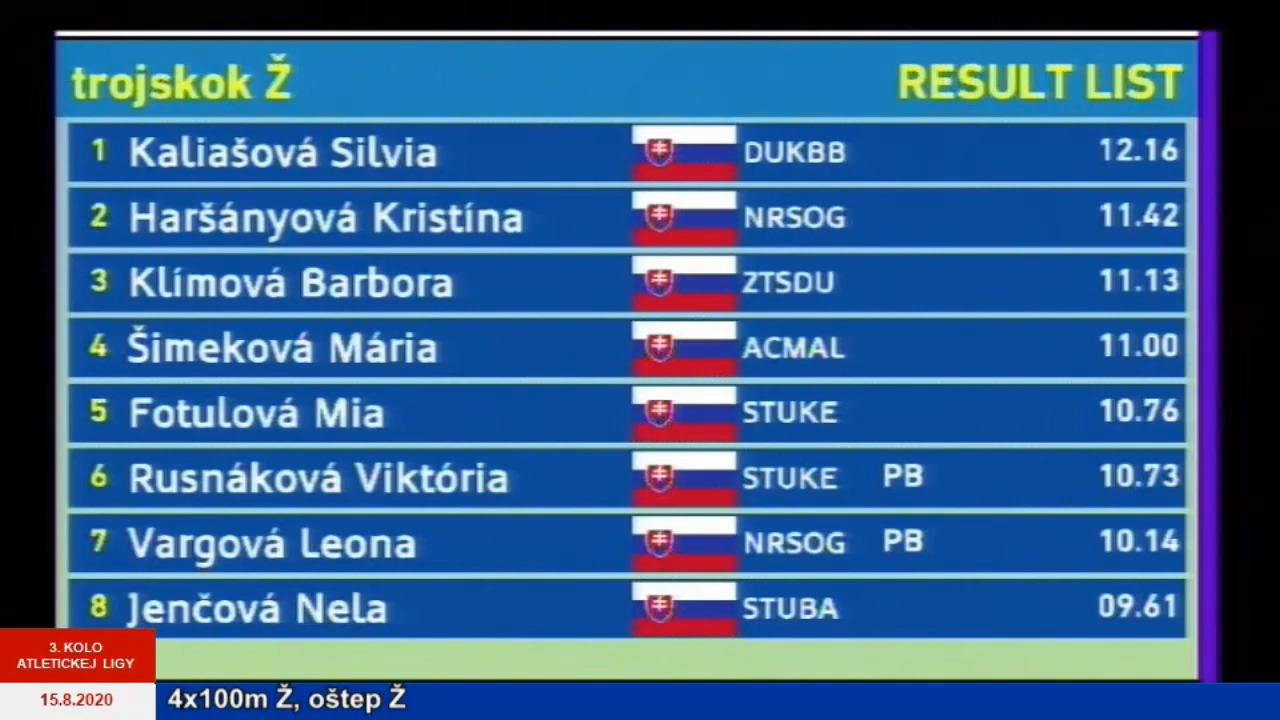 trojskok Ž RESULT LIST
1 Kaliašová Silvia DUKBB 12.16
2 Haršányová Kristína NRSOG 11.42
3 Klímová Barbora ZTSDU 11.13
4 Šimeková Mária ACMAL 11.00
5 Fotulová Mia STUKE 10.76
6 Rusnáková Viktória STUKE PB 10.73
7 Vargová Leona NRSOG PB 10.14
8 Jenčová Nela STUBA 09.61
3. KOLO
ATLETICKEJ LIGY
15.8.2020
4x100m Ž, oštep Ž